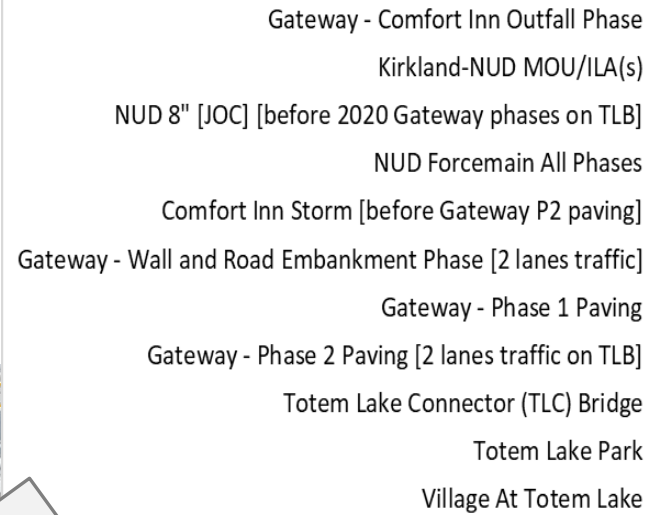 Gateway - Comfort Inn Outfall Phase
Kirkland-NUD MOU/ILA(s)
NUD 8" [JOC] [before 2020 Gateway phases on TLB]
NUD Forcemain All Phases
Comfort Inn Storm [before Gateway P2 paving]
Gateway - Wall and Road Embankment Phase [2 lanes traffic]
Gateway - Phase 1 Paving
Gateway - Phase 2 Paving [2 lanes traffic on TLB]
Totem Lake Connector (TLC) Bridge
Totem Lake Park
Village At Totem Lake